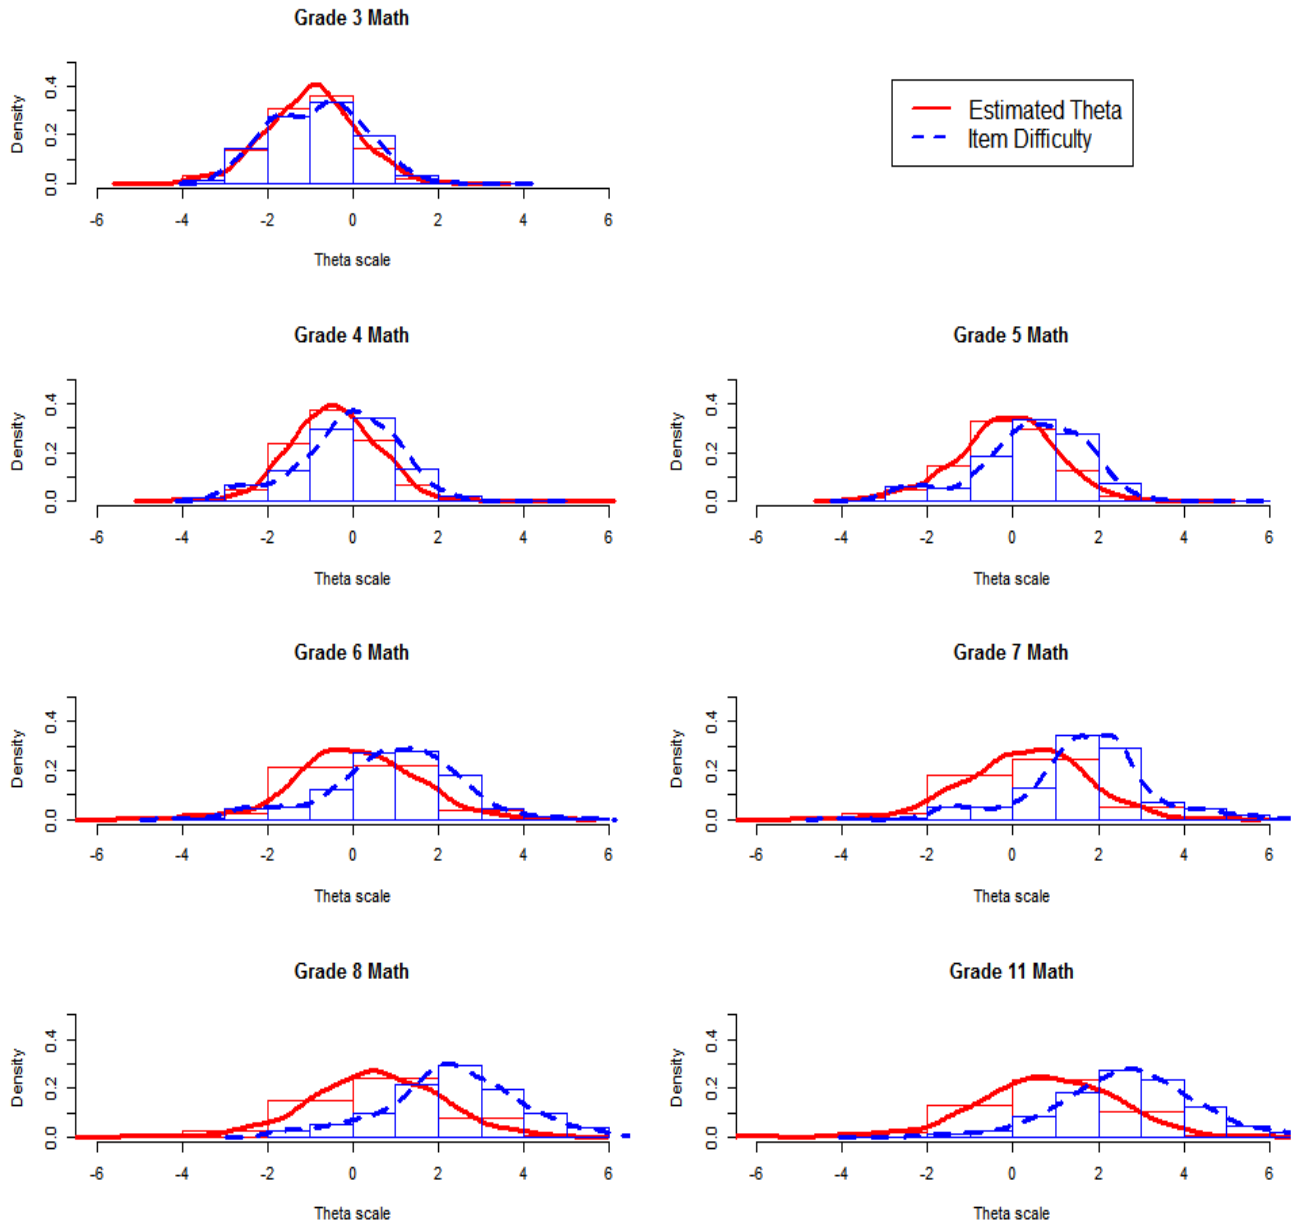 Grade 3 Math
Density
0.0 0.2 0.4
-6 -4 -2 0 2 4 6
Theta scale
Estimated Theta
Item Difficulty
Grade 4 Math
Density
0.0 0.2 0.4
-6 -4 -2 0 2 4 6
Theta scale
Grade 5 Math
Density
0.0 0.2 0.4
-6 -4 -2 0 2 4 6
Theta scale
Grade 6 Math
Density
0.0 0.2 0.4
-6 -4 -2 0 2 4 6
Theta scale
Grade 7 Math
Density
0.0 0.2 0.4
-6 -4 -2 0 2 4 6
Theta scale
Grade 8 Math
Density
0.0 0.2 0.4
-6 -4 -2 0 2 4 6
Theta scale
Grade 11 Math
Density
0.0 0.2 0.4
-6 -4 -2 0 2 4 6
Theta scale